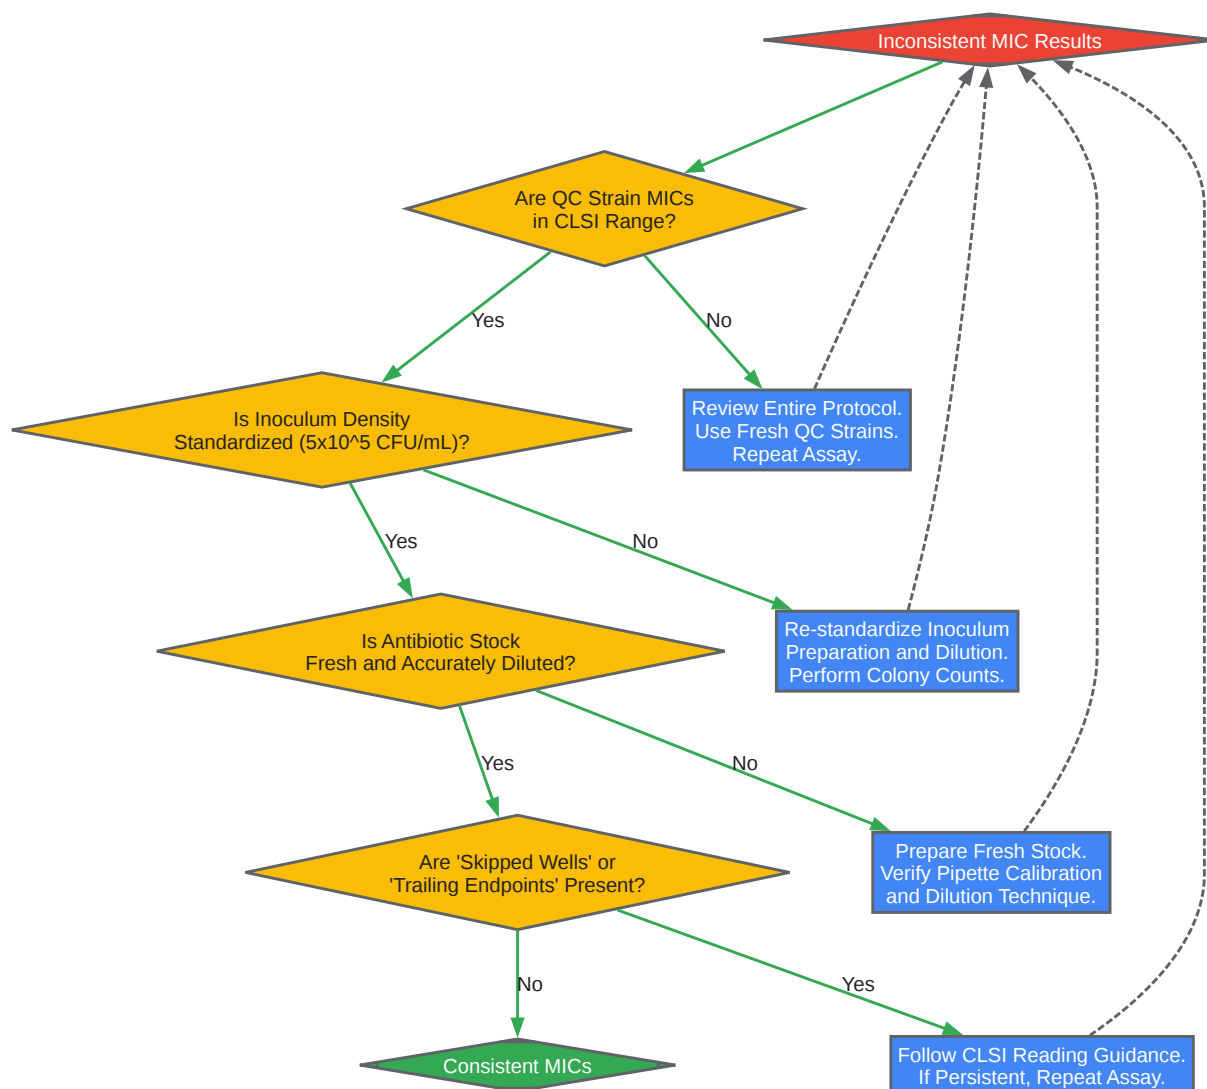 Inconsistent MIC Results
Are QC Strain MICs
in CLSI Range?
Yes
No
Is Inoculum Density
Standardized (5x10^5 CFU/mL)?
Review Entire Protocol.
Use Fresh QC Strains.
Repeat Assay.
Yes
No
Is Antibiotic Stock
Fresh and Accurately Diluted?
Re-standardize Inoculum
Preparation and Dilution.
Perform Colony Counts.
Yes
No
Are 'Skipped Wells' or
'Trailing Endpoints' Present?
Prepare Fresh Stock.
Verify Pipette Calibration
and Dilution Technique.
No
Yes
Consistent MICs
Follow CLSI Reading Guidance.
If Persistent, Repeat Assay.